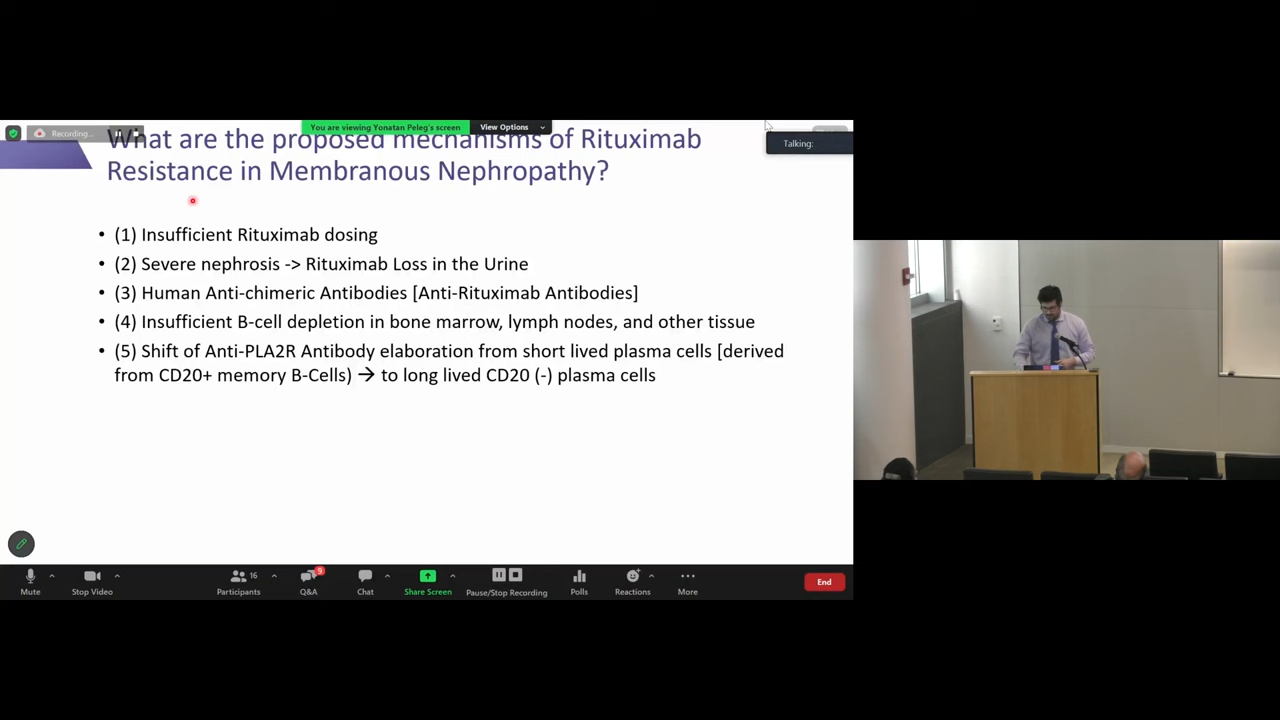 Recording...
You are viewing Yonatan Peleg's screen
View Options
Talking:
What are the proposed mechanisms of Rituximab
Resistance in Membranous Nephropathy?
• (1) Insufficient Rituximab dosing
• (2) Severe nephrosis -> Rituximab Loss in the Urine
• (3) Human Anti-chimeric Antibodies [Anti-Rituximab Antibodies]
• (4) Insufficient B-cell depletion in bone marrow, lymph nodes, and other tissue
• (5) Shift of Anti-PLA2R Antibody elaboration from short lived plasma cells [derived
from CD20+ memory B-Cells) → to long lived CD20 (-) plasma cells
Mute
Stop Video
Participants
16
Q&A
9
Chat
Share Screen
Pause/Stop Recording
Polls
Reactions
More
End